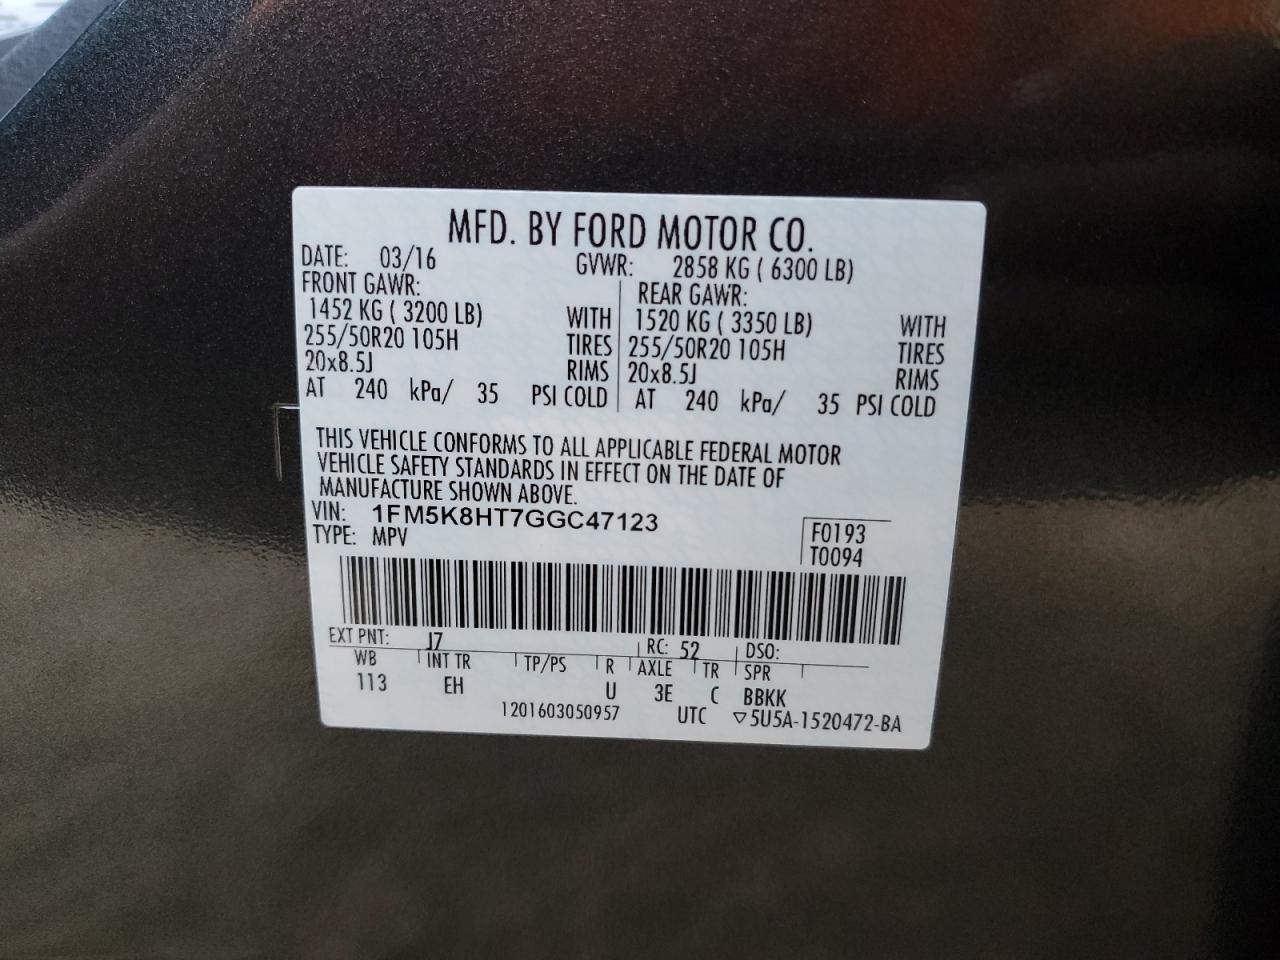 MFD. BY FORD MOTOR CO.
DATE: 03/16 GVWR: 2858 KG ( 6300 LB)
FRONT GAWR: REAR GAWR:
1452 KG ( 3200 LB) WITH 1520 KG ( 3350 LB) WITH
255/50R20 105H TIRES 255/50R20 105H TIRES
20x8.5J RIMS 20x8.5J RIMS
AT 240 kPa/ 35 PSI COLD AT 240 kPa/ 35 PSI COLD
THIS VEHICLE CONFORMS TO ALL APPLICABLE FEDERAL MOTOR
VEHICLE SAFETY STANDARDS IN EFFECT ON THE DATE OF
MANUFACTURE SHOWN ABOVE.
VIN: 1FM5K8HT7GGC47123
TYPE: MPV F0193
T0094
EXT PNT: J7 RC: 52 DSO:
WB INT TR TP/PS R AXLE TR SPR
113 EH U 3E C BBKK
1201603050957 UTC ▽5U5A-1520472-BA